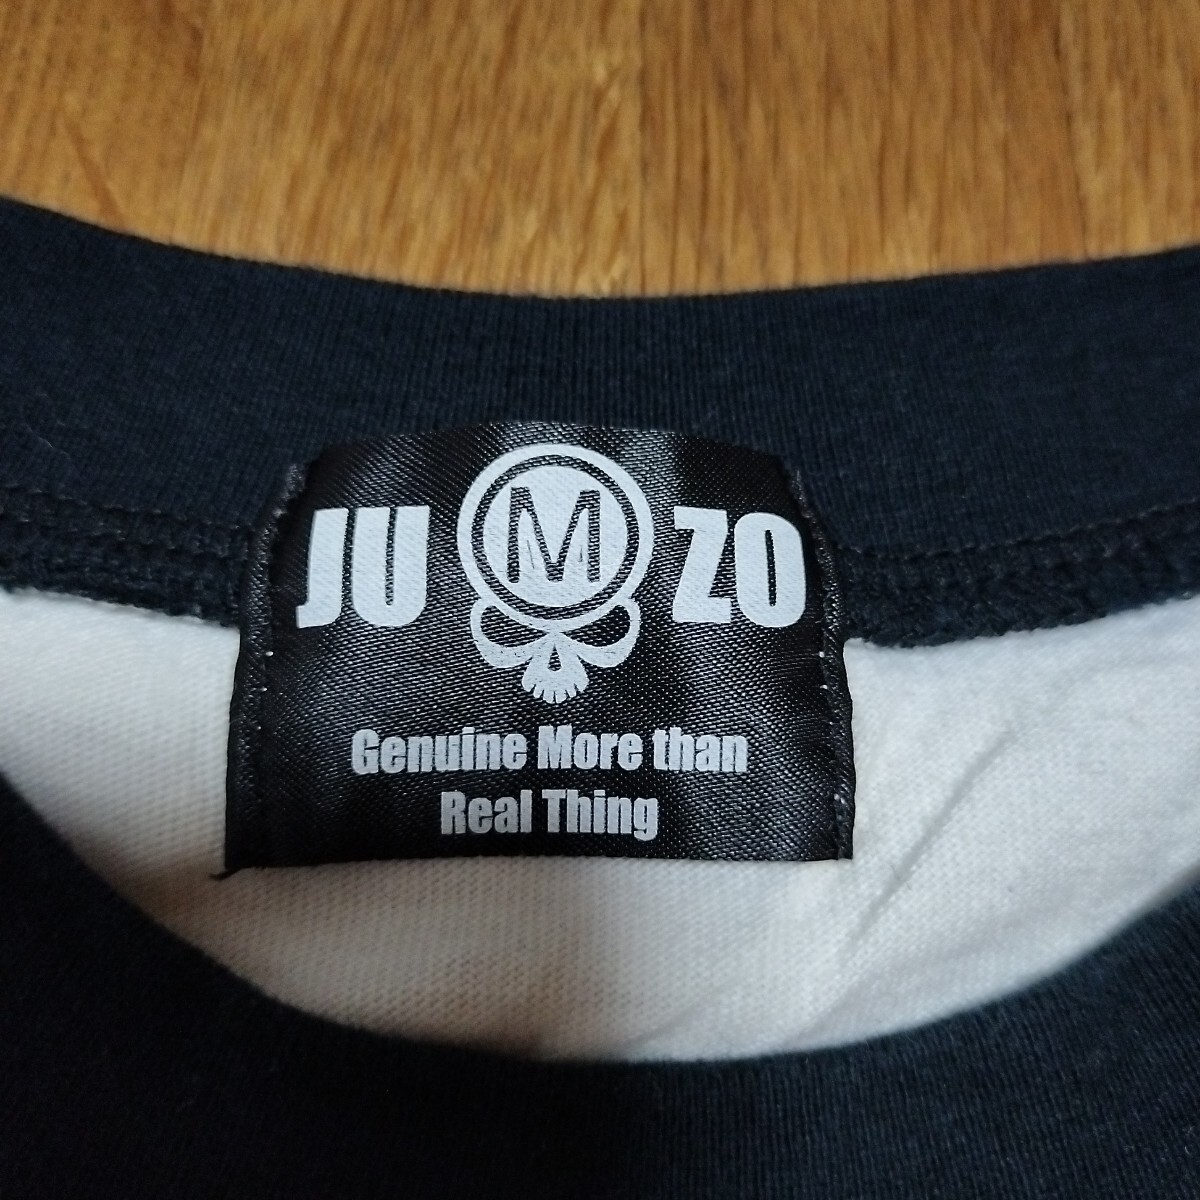 JU M ZO
Genuine More than
Real Thing